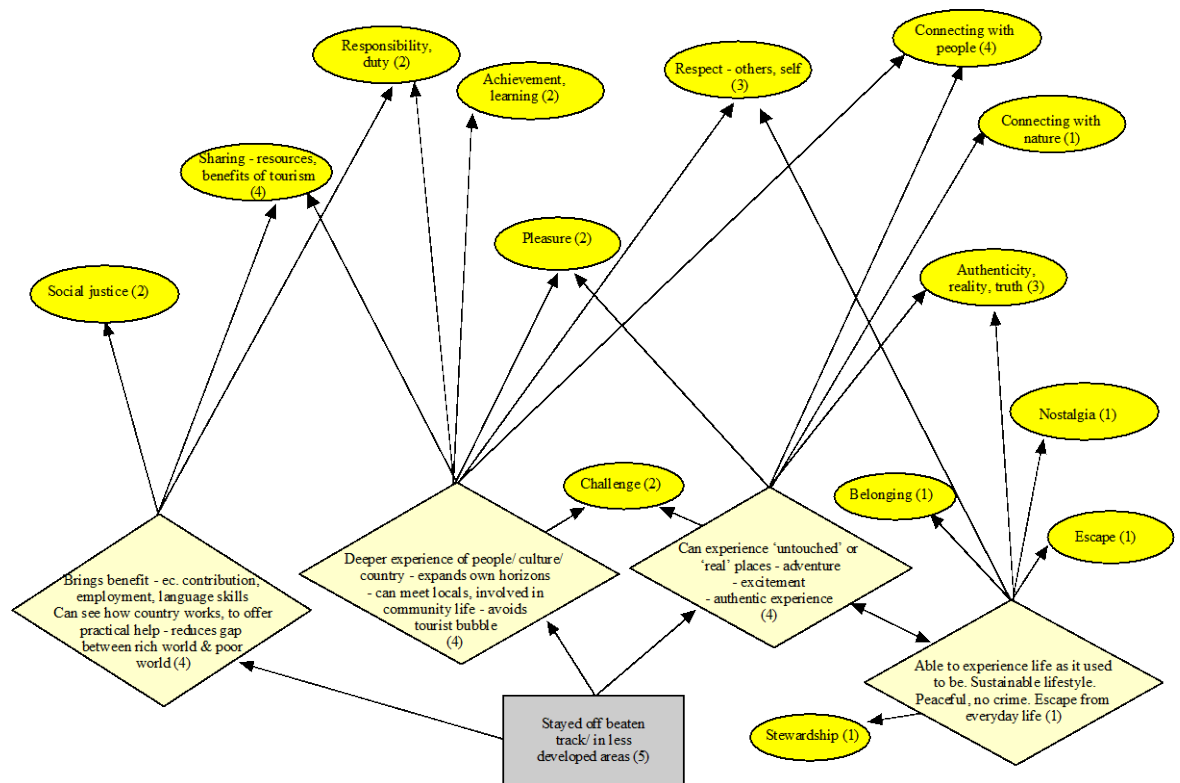 Responsibility,
duty (2)
Connecting with
people (4)
Achievement,
learning (2)
Respect - others, self
(3)
Connecting with
nature (1)
Sharing - resources,
benefits of tourism
(4)
Pleasure (2)
Social justice (2)
Authenticity,
reality, truth (3)
Nostalgia (1)
Challenge (2)
Belonging (1)
Escape (1)
Brings benefit - ec. contribution,
employment, language skills
Can see how country works, to offer
practical help - reduces gap
between rich world & poor
world (4)
Deeper experience of people/ culture/
country - expands own horizons
- can meet locals, involved in
community life - avoids
tourist bubble
(4)
Can experience ‘untouched’ or
‘real’ places - adventure
- excitement
- authentic experience
(4)
Able to experience life as it used
to be. Sustainable lifestyle.
Peaceful, no crime. Escape from
everyday life (1)
Stayed off beaten
track/ in less
developed areas (5)
Stewardship (1)